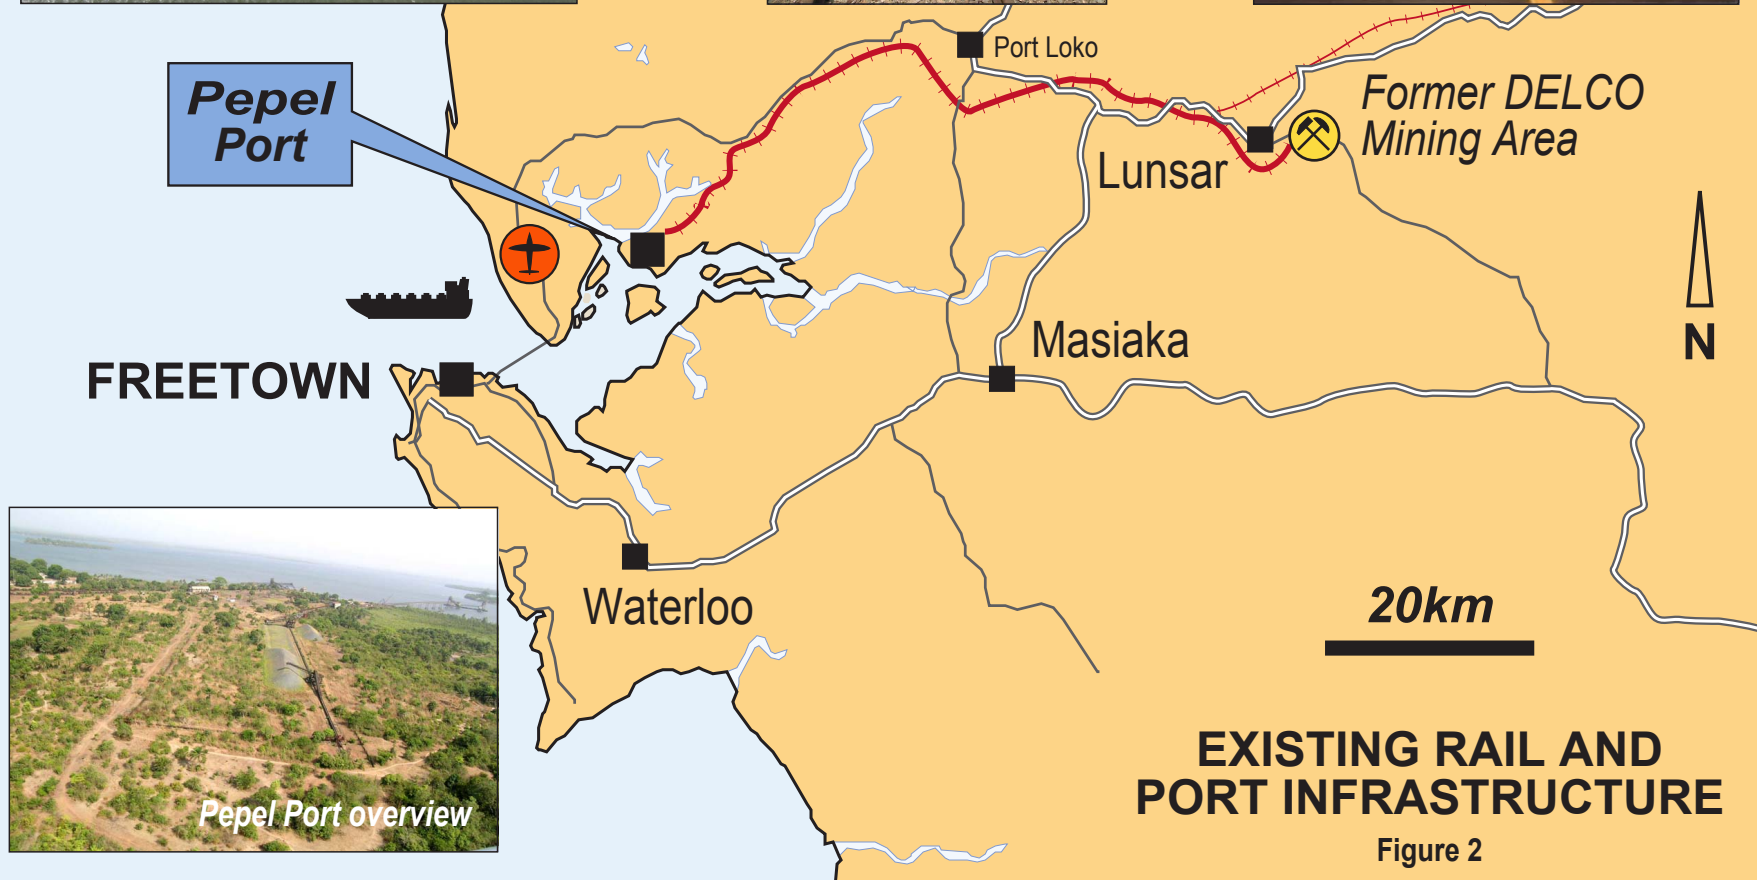 Port Loko
Pepel
Port
Former DELCO
Mining Area
Lunsar
N
Masiaka
FREETOWN
Waterloo
20km
EXISTING RAIL AND
PORT INFRASTRUCTURE
Figure 2
Pepel Port overview